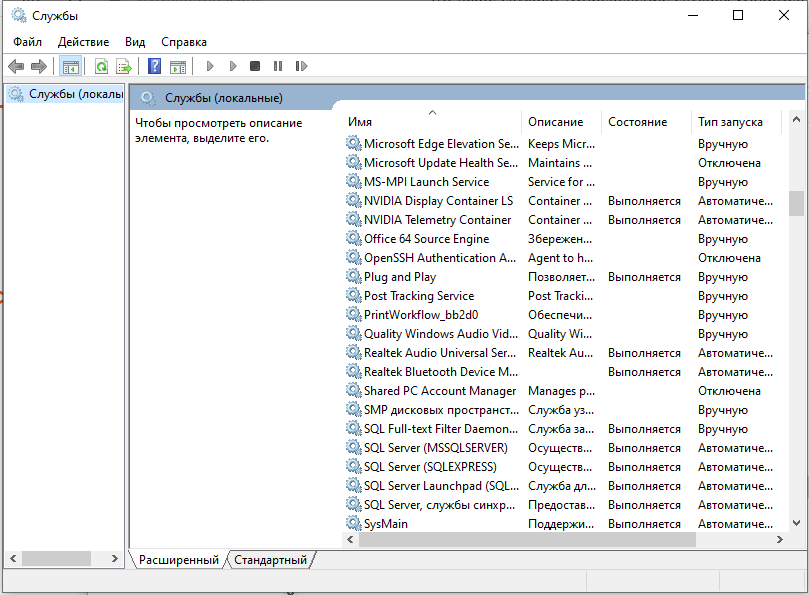 Службы
Файл Действие Вид Справка
Службы (локалы
Службы (локальные)
Чтобы просмотреть описание
элемента, выделите его.
Имя Описание Состояние Тип запуска
Microsoft Edge Elevation Se... Keeps Micr... Вручную
Microsoft Update Health Se... Maintains ... Отключена
MS-MPI Launch Service Service for ... Вручную
NVIDIA Display Container LS Container ... Выполняется Автоматиче...
NVIDIA Telemetry Container Container ... Выполняется Автоматиче...
Office 64 Source Engine Збережен... Вручную
OpenSSH Authentication A... Agent to h... Отключена
Plug and Play Позволяет... Выполняется Вручную
Post Tracking Service Post Tracki... Вручную
PrintWorkflow_bb2d0 Обеспечи... Вручную
Quality Windows Audio Vid... Quality Wi... Вручную
Realtek Audio Universal Ser... Realtek Au... Выполняется Автоматиче...
Realtek Bluetooth Device M... Выполняется Автоматиче...
Shared PC Account Manager Manages p... Отключена
SMP дисковых пространст... Служба уз... Вручную
SQL Full-text Filter Daemon... Служба за... Выполняется Вручную
SQL Server (MSSQLSERVER) Осуществ... Выполняется Автоматиче...
SQL Server (SQLEXPRESS) Осуществ... Выполняется Автоматиче...
SQL Server Launchpad (SQL... Служба дл... Выполняется Автоматиче...
SQL Server, службы синхр... Предостав... Выполняется Автоматиче...
SysMain Поддержи... Выполняется Автоматиче...
Расширенный Стандартный